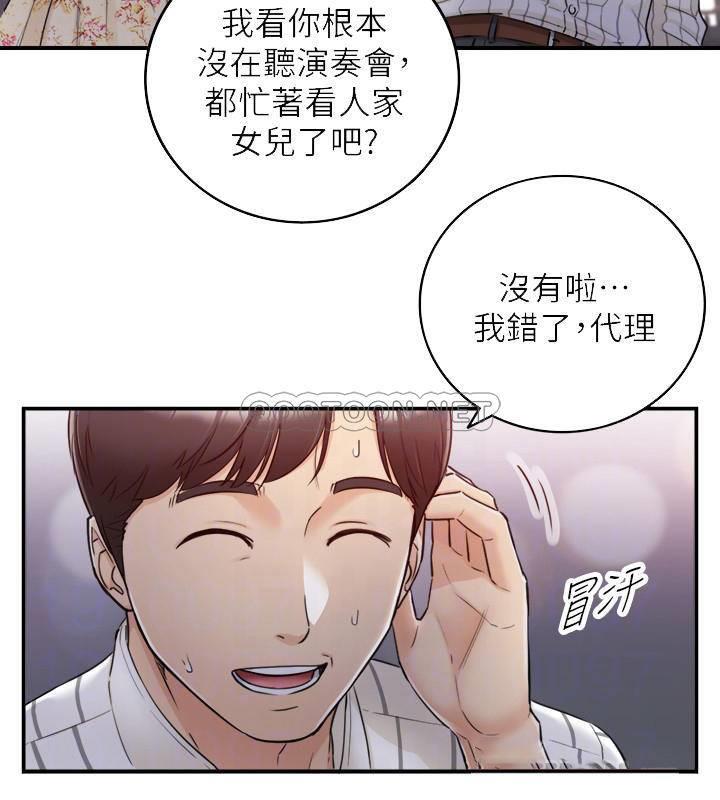 我看你根本
沒在聽演奏會，
都忙著看人家
女兒了吧？
沒有啦…
我錯了，代理
冒汗